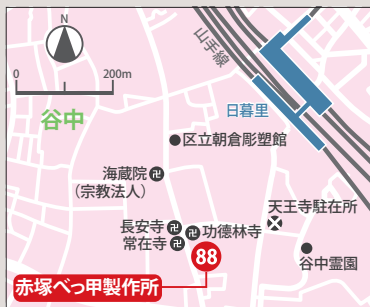 N
0 200m
山手線
谷中
日暮里
区立朝倉彫塑館
海蔵院
（宗教法人）
天王寺駐在所
長安寺
功徳林寺
常在寺
88
谷中霊園
赤塚べっ甲製作所